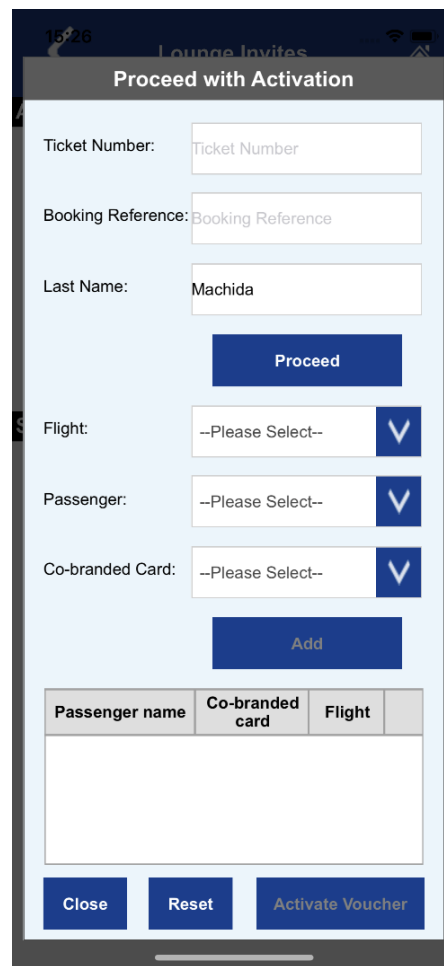 15:26
Lounge Invites
Proceed with Activation
Ticket Number:
Ticket Number
Booking Reference:
Booking Reference
Last Name:
Machida
Proceed
Flight:
--Please Select--
Passenger:
--Please Select--
Co-branded Card:
--Please Select--
Add
Passenger name
Co-branded
card
Flight
Close
Reset
Activate Voucher